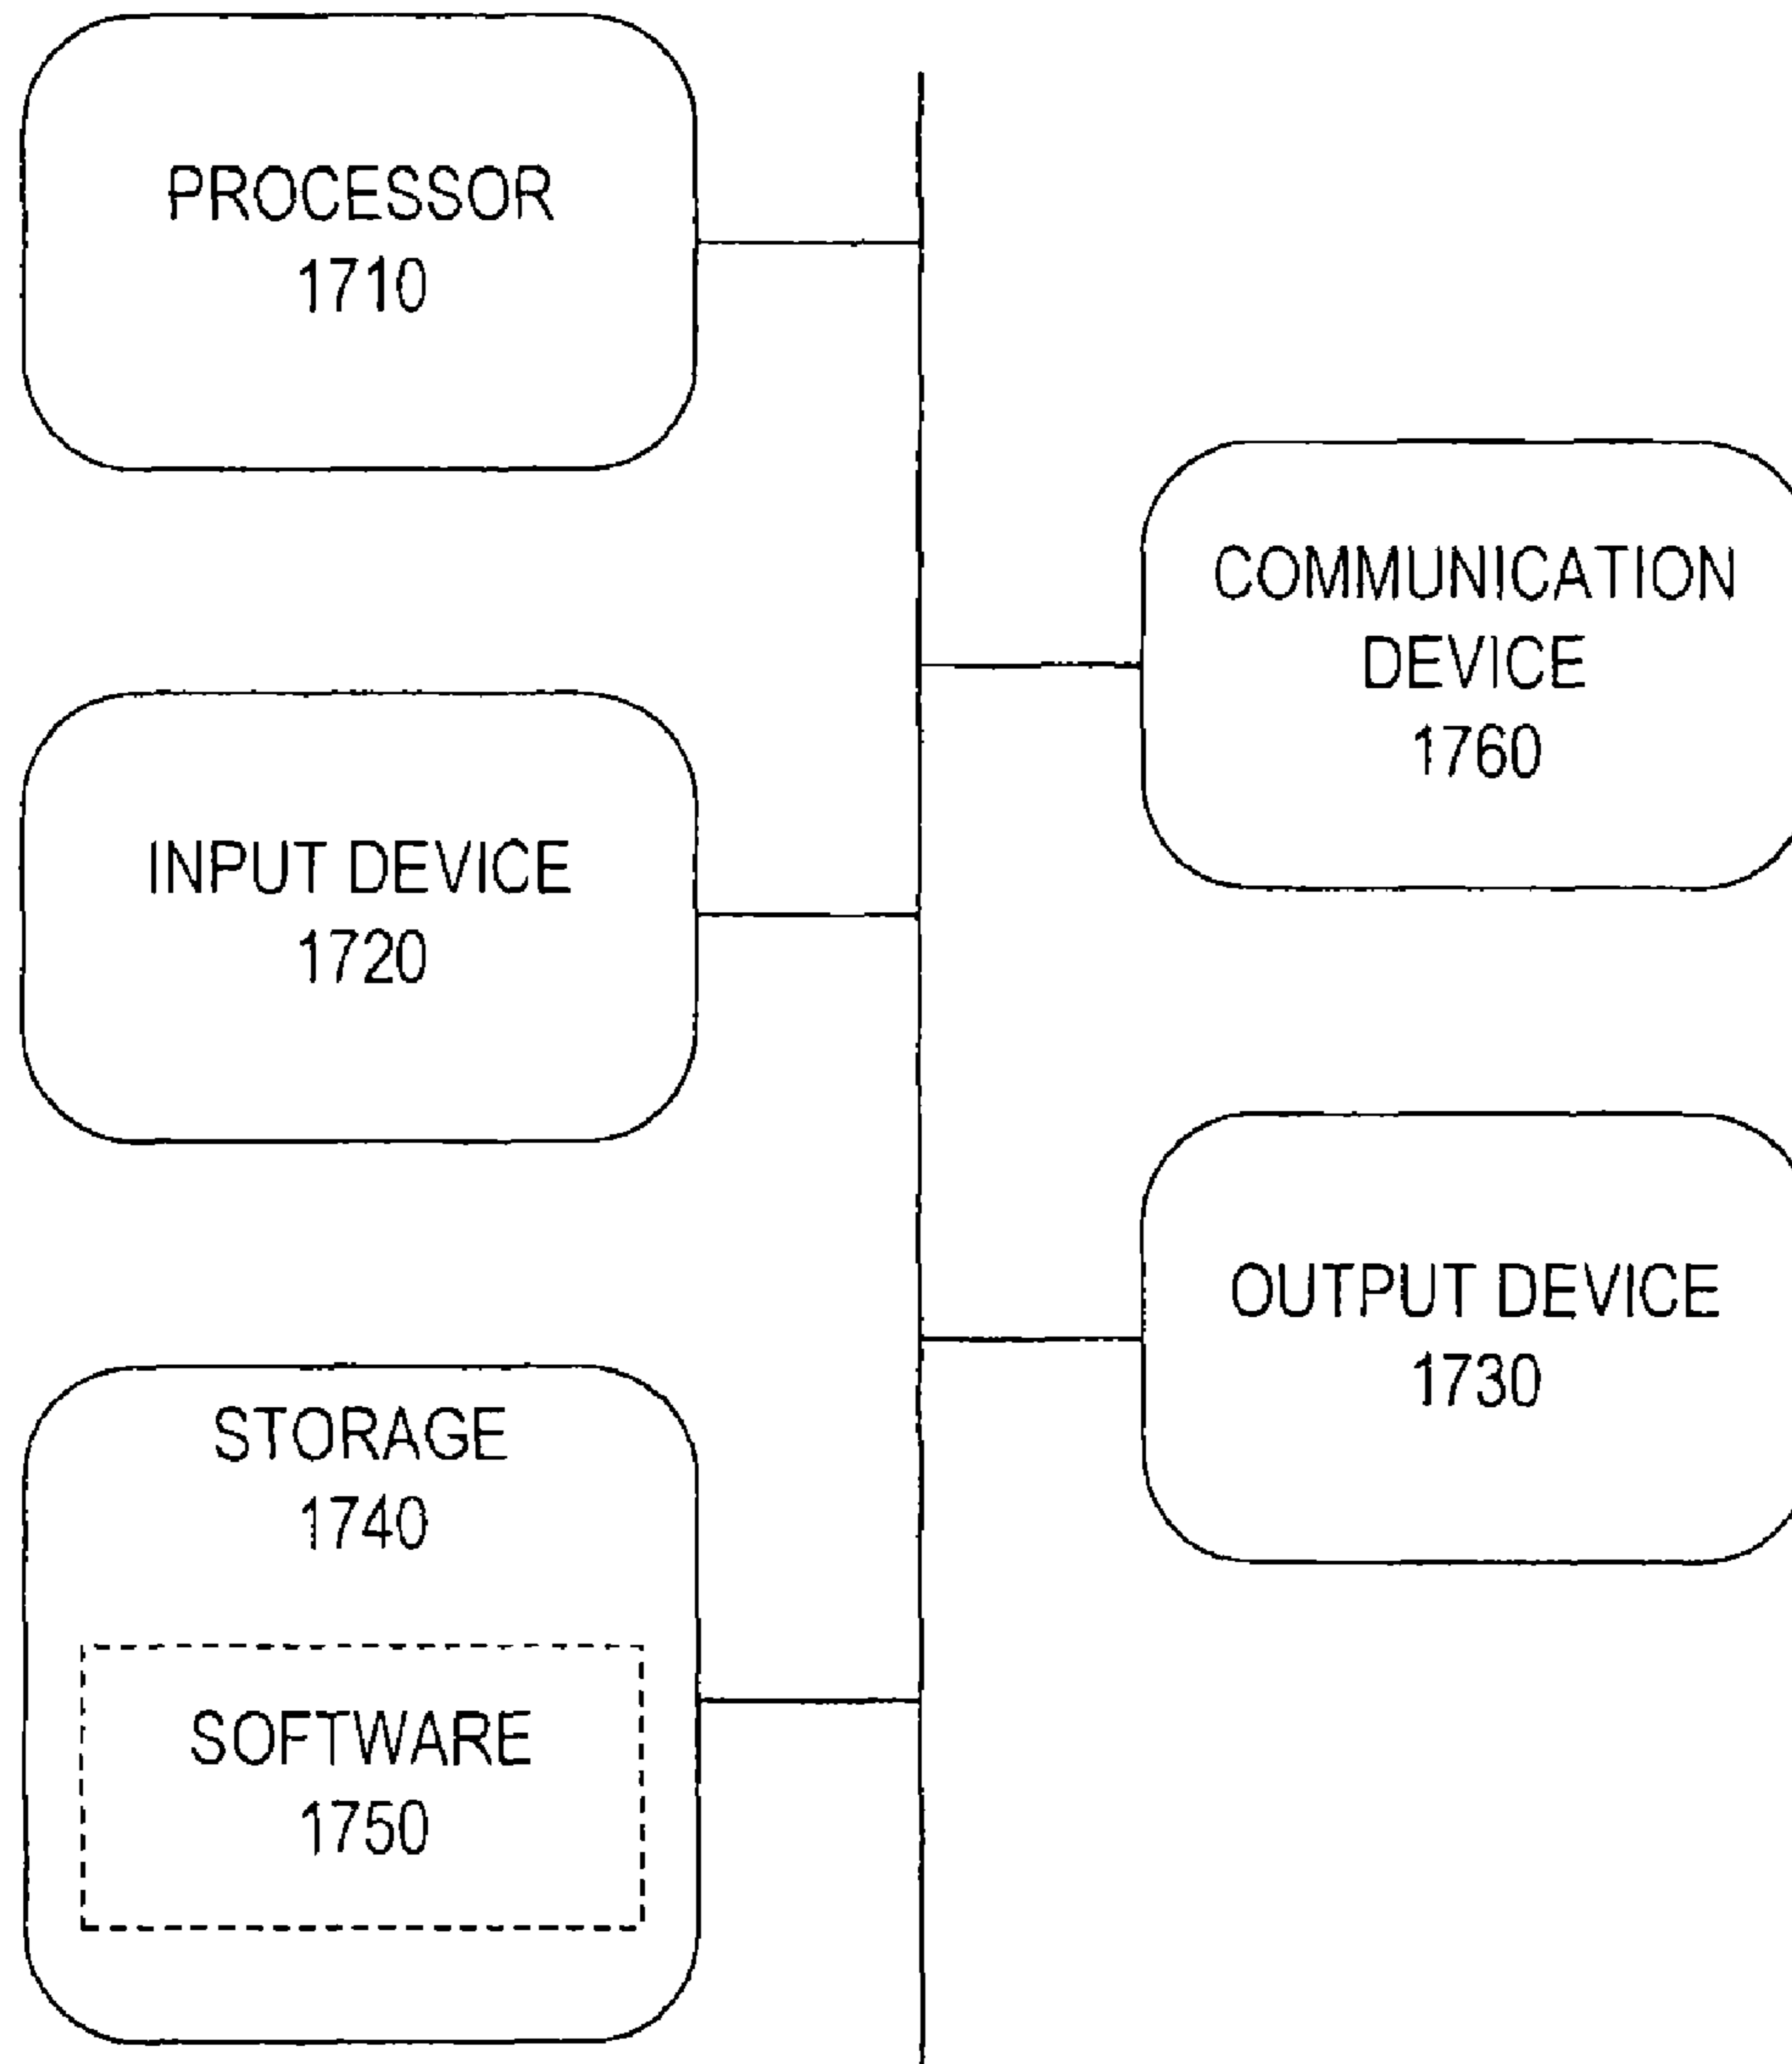 PROCESSOR
1710
COMMUNICATION
DEVICE
1760
INPUT DEVICE
1720
OUTPUT DEVICE
1730
STORAGE
1740
SOFTWARE
1750